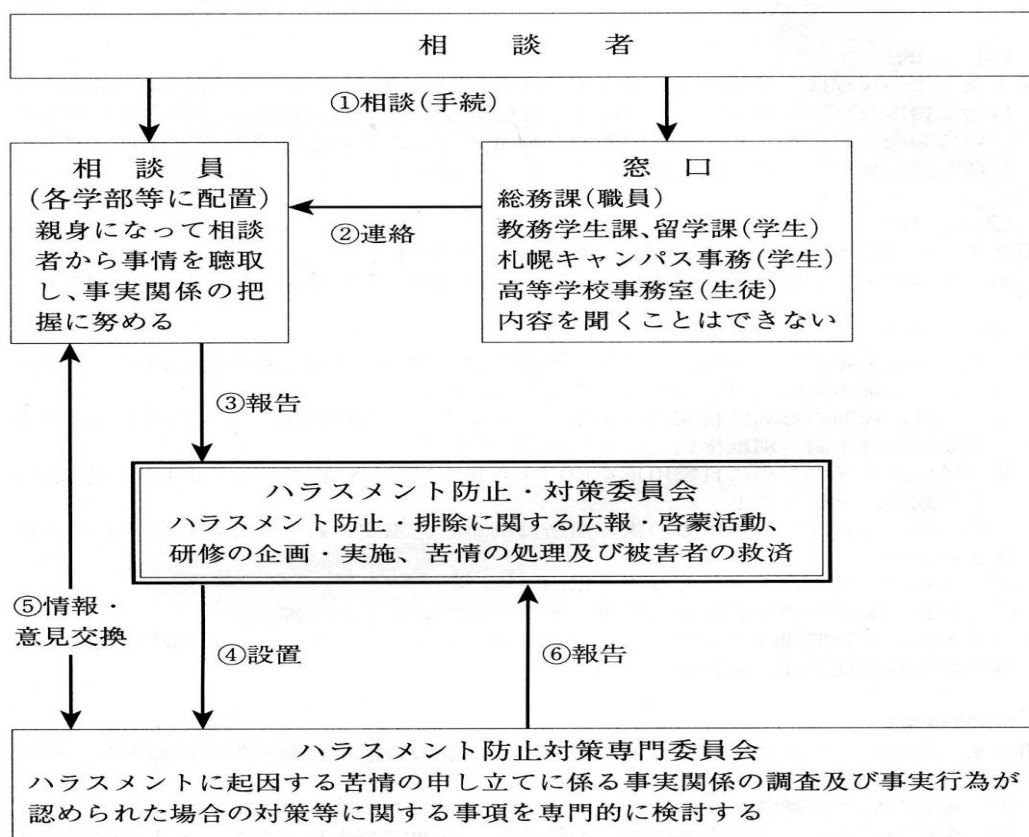 相談者
①相談(手続)
相談員
(各学部等に配置)
親身になって相談
者から事情を聴取
し、事実関係の把
握に努める
窓口
総務課(職員)
教務学生課、留学課(学生)
札幌キャンパス事務(学生)
高等学校事務室(生徒)
内容を聞くことはできない
②連絡
③報告
ハラスメント防止・対策委員会
ハラスメント防止・排除に関する広報・啓蒙活動、
研修の企画・実施、苦情の処理及び被害者の救済
⑤情報・
意見交換
④設置
⑥報告
ハラスメント防止対策専門委員会
ハラスメントに起因する苦情の申し立てに係る事実関係の調査及び事実行為が
認められた場合の対策等に関する事項を専門的に検討する